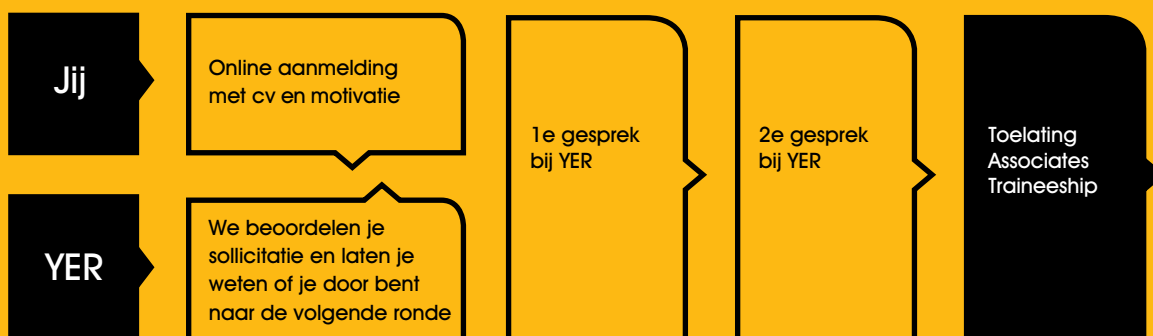 Jij
Online aanmelding
met cv en motivatie
YER
We beoordelen je
sollicitatie en laten je
weten of je door bent
naar de volgende ronde
1e gesprek
bij YER
2e gesprek
bij YER
Toelating
Associates
Traineeship